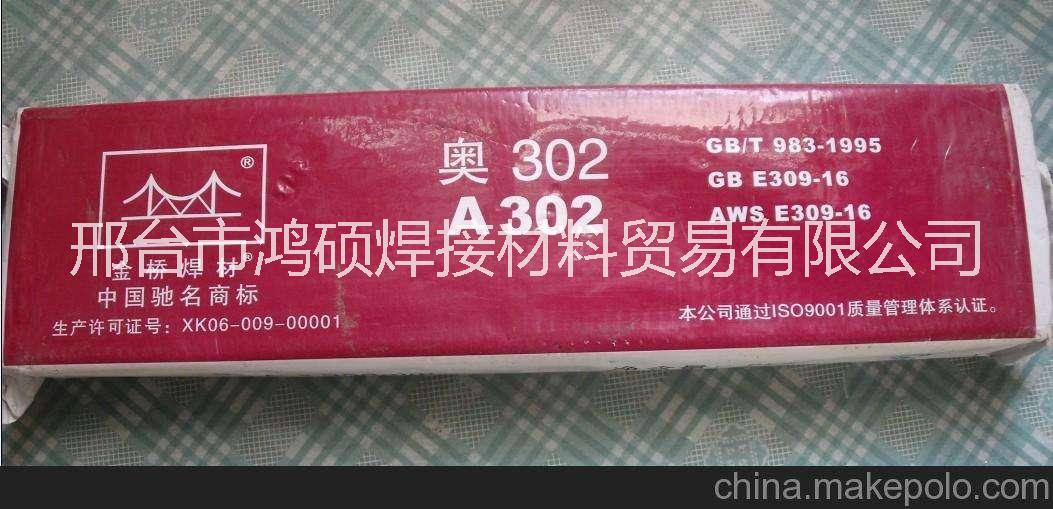 ®
金桥焊材®
中国驰名商标
生产许可证号：XK06-009-00001
奥 302
A 302
GB/T 983-1995
GB E309-16
AWS E309-16
本公司通过ISO9001质量管理体系认证。
邢台市鸿硕焊接材料贸易有限公司
china.makepolo.com